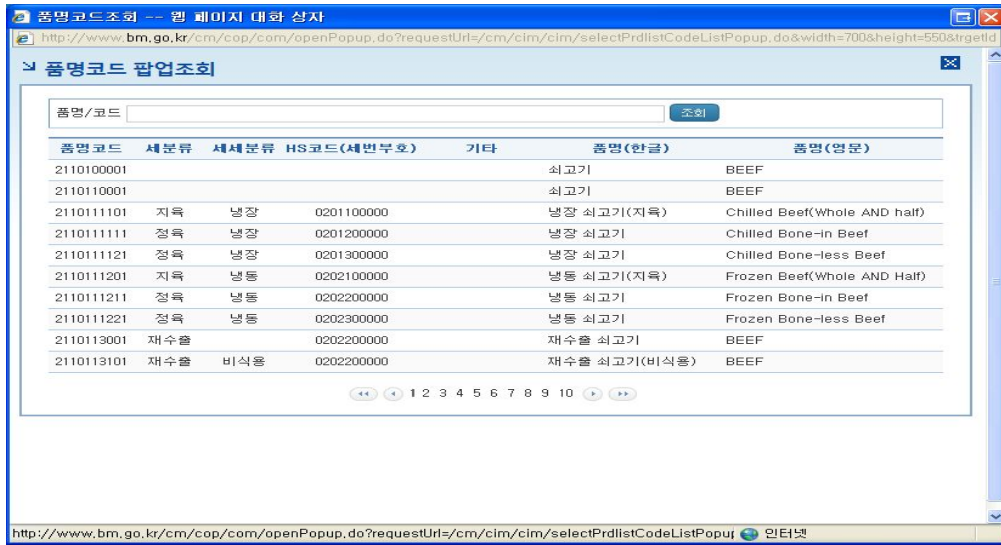 품명코드조회 -- 웹 페이지 대화 상자
http://www.bm.go.kr/cm/cop/com/openPopup.do?requestUrl=/cm/cim/cim/selectPrdlistCodeListPopup.do&width=700&height=550&trgetId
품명코드 팝업조회
품명/코드 조회
품명코드 세분류 세세분류 HS코드(세번부호) 기타 품명(한글) 품명(영문)
2110100001 쇠고기 BEEF
2110110001 쇠고기 BEEF
2110111101 지육 냉장 0201100000 냉장 쇠고기(지육) Chilled Beef(Whole AND half)
2110111111 정육 냉장 0201200000 냉장 쇠고기 Chilled Bone-in Beef
2110111121 정육 냉장 0201300000 냉장 쇠고기 Chilled Bone-less Beef
2110111201 지육 냉동 0202100000 냉동 쇠고기(지육) Frozen Beef(Whole AND Half)
2110111211 정육 냉동 0202200000 냉동 쇠고기 Frozen Bone-in Beef
2110111221 정육 냉동 0202300000 냉동 쇠고기 Frozen Bone-less Beef
2110113001 재수출 0202200000 재수출 쇠고기 BEEF
2110113101 재수출 비식용 0202200000 재수출 쇠고기(비식용) BEEF
1 2 3 4 5 6 7 8 9 10
http://www.bm.go.kr/cm/cop/com/openPopup.do?requestUrl=/cm/cim/cim/selectPrdlistCodeListPopup 인터넷